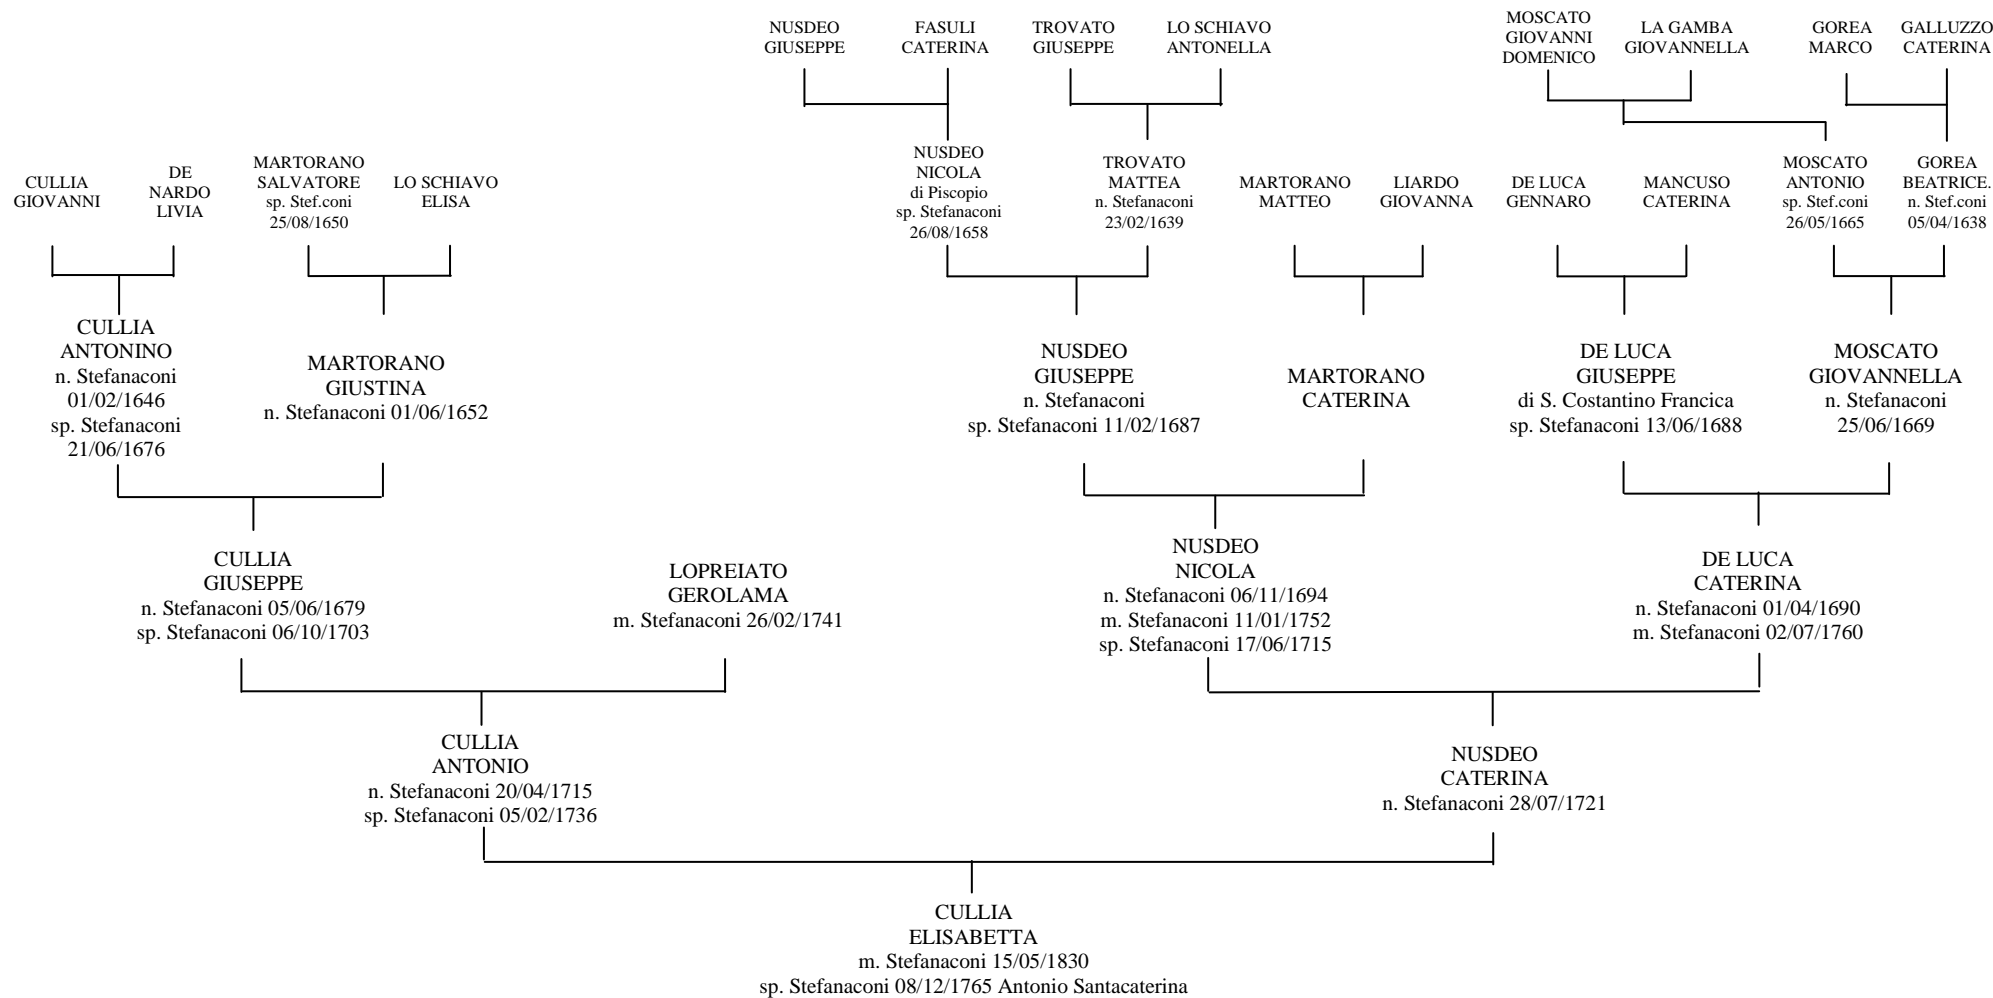 NUSDEO
GIUSEPPE
FASULI
CATERINA
TROVATO
GIUSEPPE
LO SCHIAVO
ANTONELLA
MOSCATO
GIOVANNI
DOMENICO
LA GAMBA
GIOVANNELLA
GOREA
MARCO
GALLUZZO
CATERINA
CULLIA
GIOVANNI
DE
NARDO
LIVIA
MARTORANO
SALVATORE
sp. Stef.coni
25/08/1650
LO SCHIAVO
ELISA
NUSDEO
NICOLA
di Piscopio
sp. Stefanaconi
26/08/1658
TROVATO
MATTEA
n. Stefanaconi
23/02/1639
MARTORANO
MATTEO
LIARDO
GIOVANNA
DE LUCA
GENNARO
MANCUSO
CATERINA
MOSCATO
ANTONIO
sp. Stef.coni
26/05/1665
GOREA
BEATRICE.
n. Stef.coni
05/04/1638
CULLIA
ANTONINO
n. Stefanaconi
01/02/1646
sp. Stefanaconi
21/06/1676
MARTORANO
GIUSTINA
n. Stefanaconi 01/06/1652
NUSDEO
GIUSEPPE
n. Stefanaconi
sp. Stefanaconi 11/02/1687
MARTORANO
CATERINA
DE LUCA
GIUSEPPE
di S. Costantino Francica
sp. Stefanaconi 13/06/1688
MOSCATO
GIOVANNELLA
n. Stefanaconi
25/06/1669
CULLIA
GIUSEPPE
n. Stefanaconi 05/06/1679
sp. Stefanaconi 06/10/1703
LOPREIATO
GEROLAMA
m. Stefanaconi 26/02/1741
NUSDEO
NICOLA
n. Stefanaconi 06/11/1694
m. Stefanaconi 11/01/1752
sp. Stefanaconi 17/06/1715
DE LUCA
CATERINA
n. Stefanaconi 01/04/1690
m. Stefanaconi 02/07/1760
CULLIA
ANTONIO
n. Stefanaconi 20/04/1715
sp. Stefanaconi 05/02/1736
NUSDEO
CATERINA
n. Stefanaconi 28/07/1721
CULLIA
ELISABETTA
m. Stefanaconi 15/05/1830
sp. Stefanaconi 08/12/1765 Antonio Santacaterina